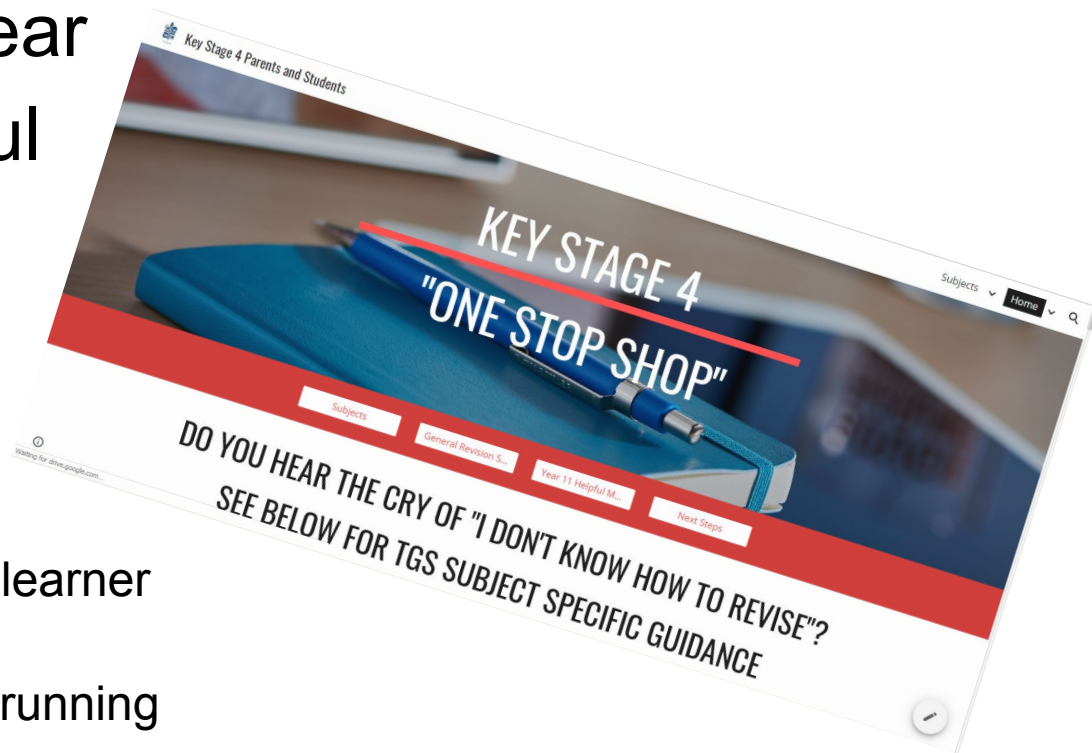 ear
ul
learner
running
Key Stage 4 Parents and Students
Subjects
Home
KEY STAGE 4
"ONE STOP SHOP"
Subjects
General Revision S...
Year 11 Helpful M...
Next Steps
Waiting for drive.google.com...
DO YOU HEAR THE CRY OF "I DON'T KNOW HOW TO REVISE"?
SEE BELOW FOR TGS SUBJECT SPECIFIC GUIDANCE